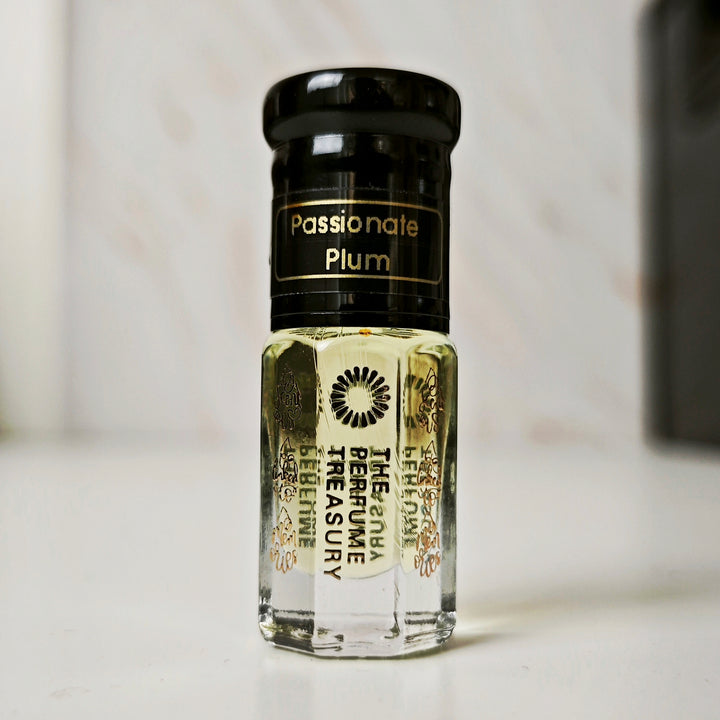 Passionate
Plum
THE
PERFUME
TREASURY